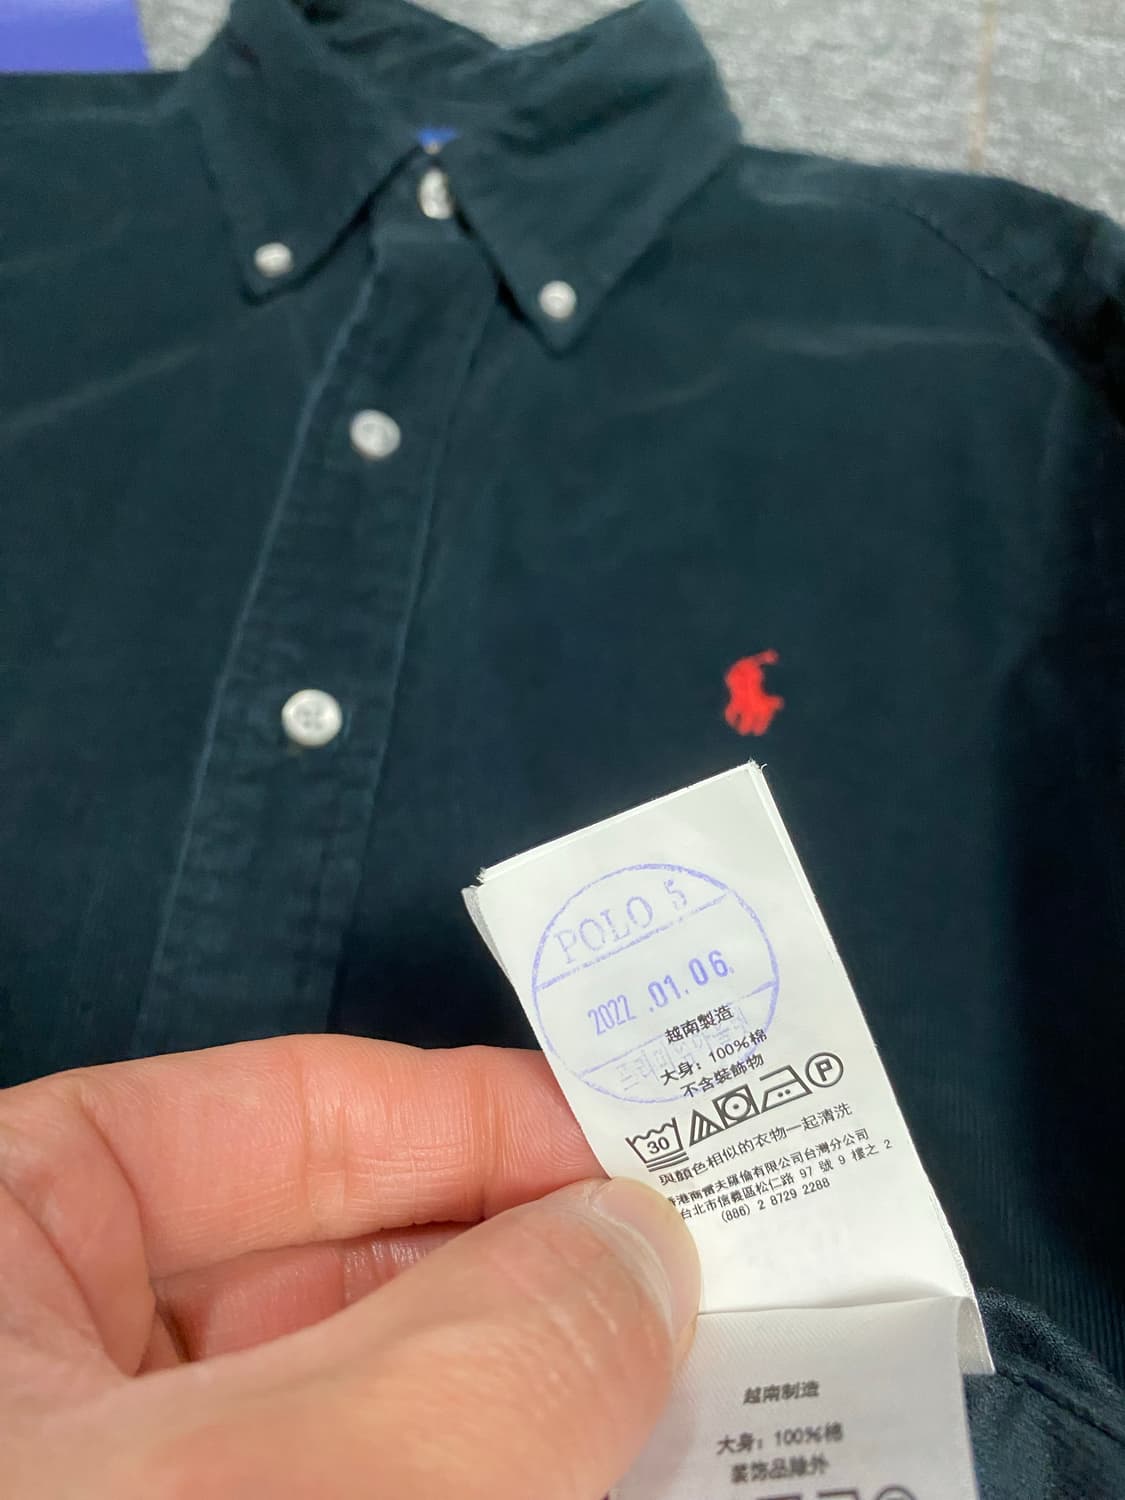 POLO 5
2022 .01. 06.
越南製造
大身: 100%棉
不含裝飾物
P
30
與顏色相似的衣物一起清洗
香港商雷夫羅倫有限公司台灣分公司
台北市信義區松仁路 97 號 9 樓之 2
(886) 2 8729 2288
越南制造
大身: 100%棉
装饰品除外